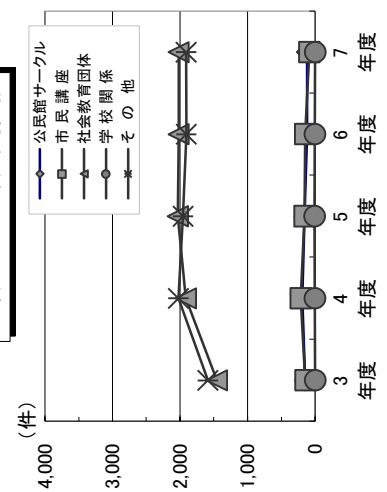 (件)
4,000
3,000
2,000
1,000
0
3 4 5 6 7
年度 年度 年度 年度 年度
公民館サークル
市民講座
社会教育団体
学校関係
その他